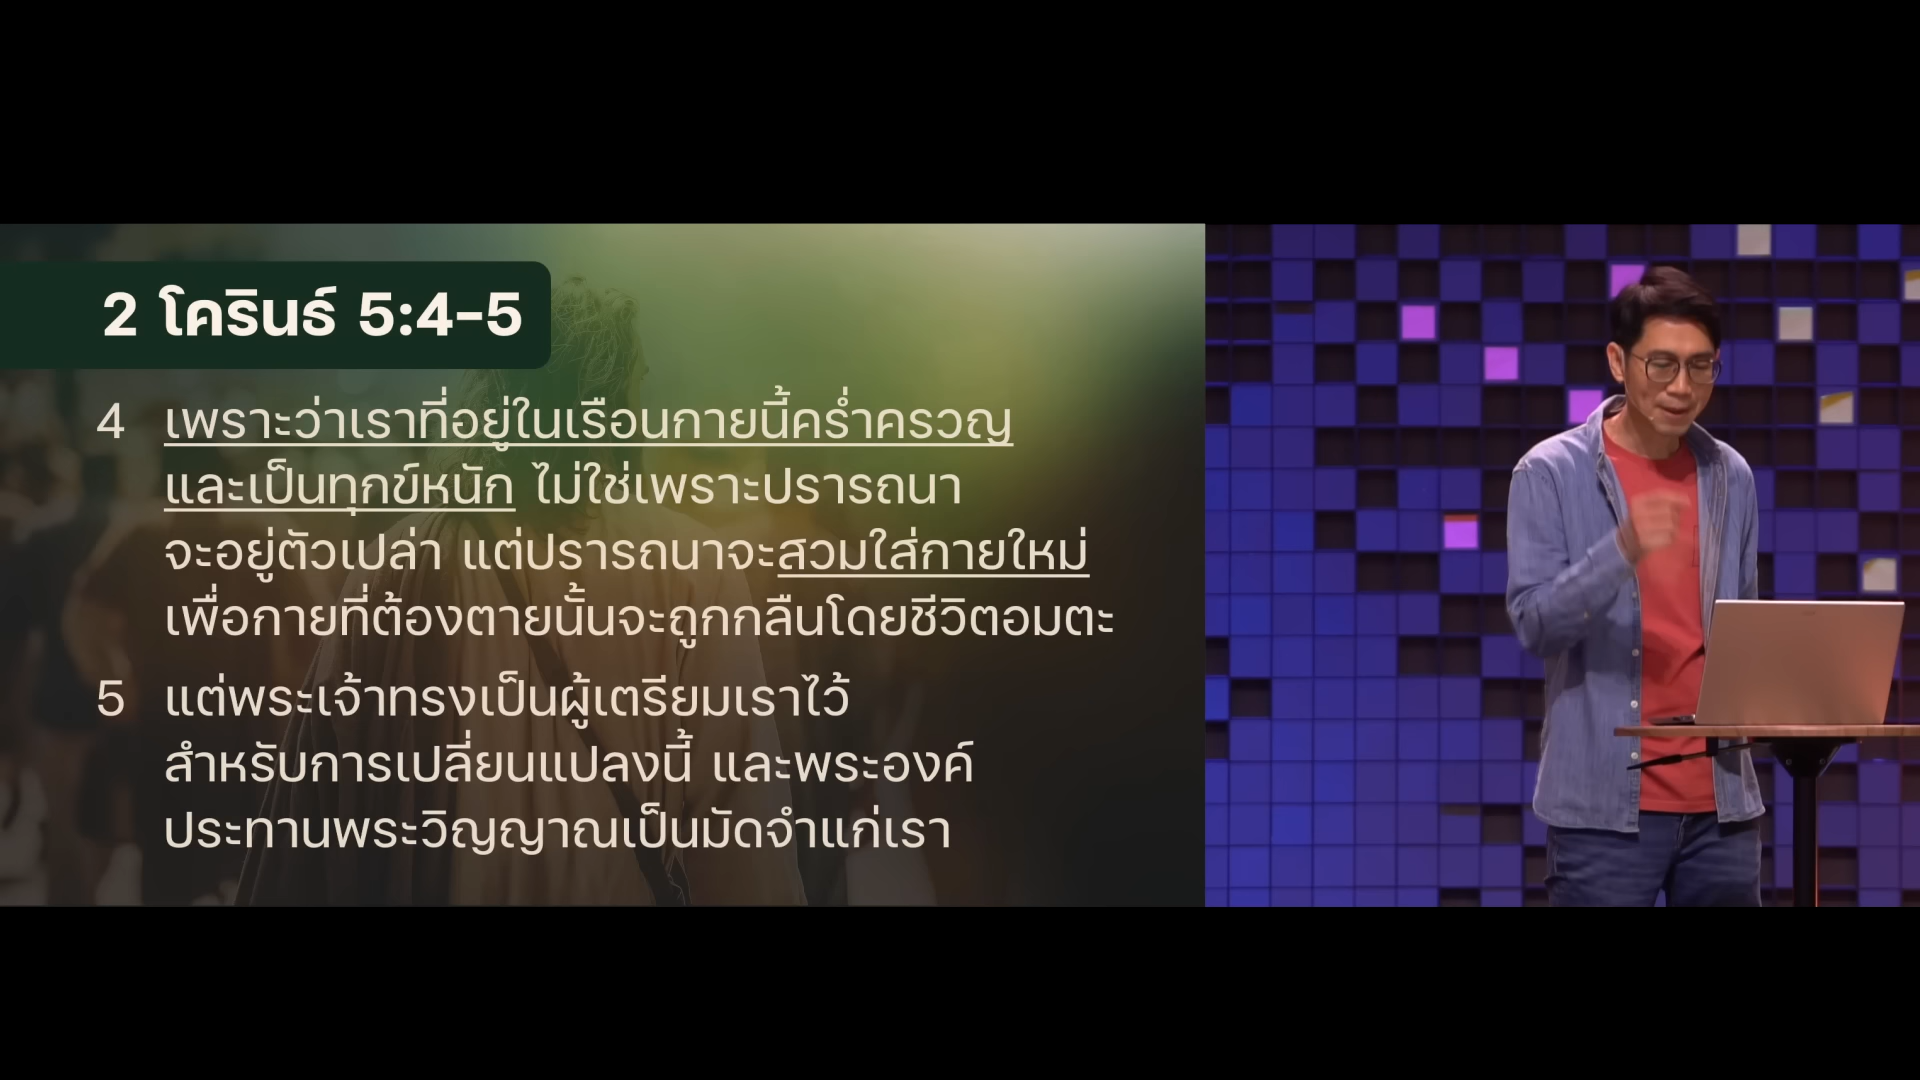 2 โครินธ์ 5:4-5
4 เพราะว่าเราที่อยู่ในเรือนกายนี้คร่ำครวญ
และเป็นทุกข์หนัก ไม่ใช่เพราะปรารถนา
จะอยู่ตัวเปล่า แต่ปรารถนาจะสวมใส่กายใหม่
เพื่อกายที่ต้องตายนั้นจะถูกกลืนโดยชีวิตอมตะ
5 แต่พระเจ้าทรงเป็นผู้เตรียมเราไว้
สำหรับการเปลี่ยนแปลงนี้ และพระองค์
ประทานพระวิญญาณเป็นมัดจำแก่เรา